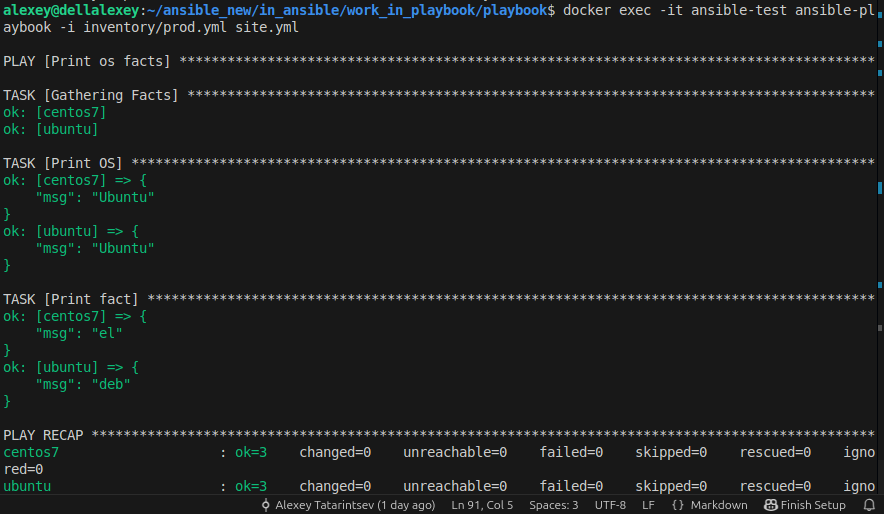 alexey@dellalexey:~/ansible_new/in_ansible/work_in_playbook/playbook$ docker exec -it ansible-test ansible-pl
aybook -i inventory/prod.yml site.yml
PLAY [Print os facts] **************************************************************************************
TASK [Gathering Facts] *************************************************************************************
ok: [centos7]
ok: [ubuntu]
TASK [Print OS] ********************************************************************************************
ok: [centos7] => {
    "msg": "Ubuntu"
}
ok: [ubuntu] => {
    "msg": "Ubuntu"
}
TASK [Print fact] ******************************************************************************************
ok: [centos7] => {
    "msg": "el"
}
ok: [ubuntu] => {
    "msg": "deb"
}
PLAY RECAP *************************************************************************************************
centos7                    : ok=3    changed=0    unreachable=0    failed=0    skipped=0    rescued=0    igno
red=0
ubuntu                     : ok=3    changed=0    unreachable=0    failed=0    skipped=0    rescued=0    igno
Alexey Tatarintsev (1 day ago) Ln 91, Col 5 Spaces: 3 UTF-8 LF {} Markdown Finish Setup